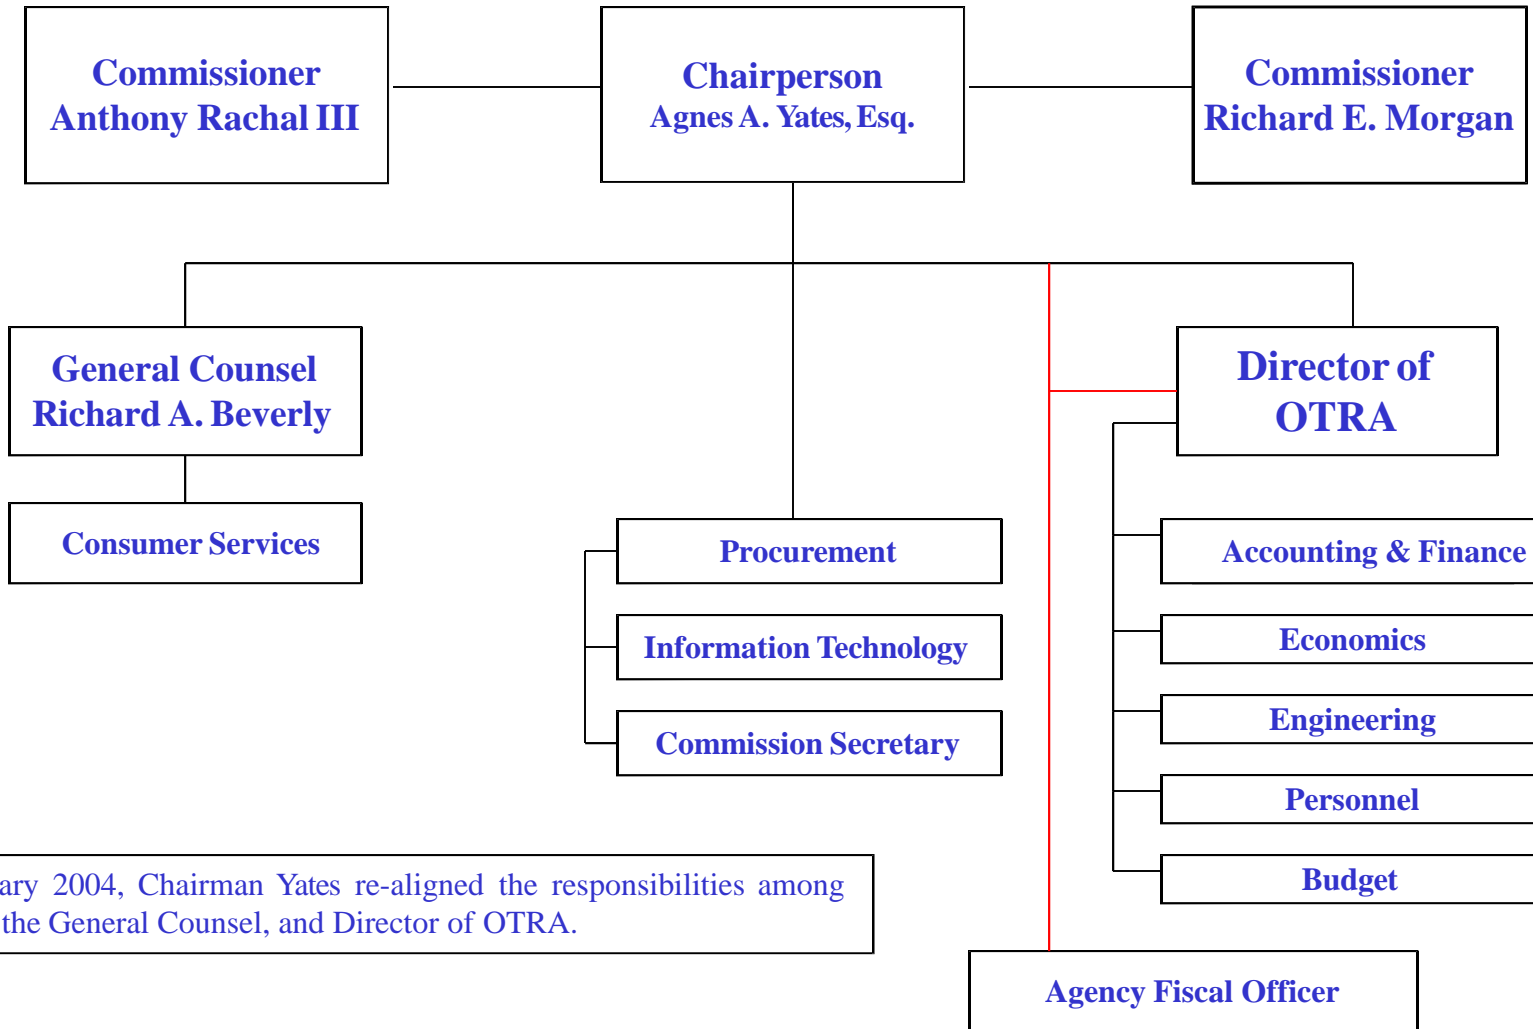 Commissioner
Anthony Rachal III
Chairperson
Agnes A. Yates, Esq.
Commissioner
Richard E. Morgan
General Counsel
Richard A. Beverly
Director of
OTRA
Consumer Services
Procurement
Information Technology
Commission Secretary
Accounting & Finance
Economics
Engineering
Personnel
Budget
ary 2004, Chairman Yates re-aligned the responsibilities among
the General Counsel, and Director of OTRA.
Agency Fiscal Officer